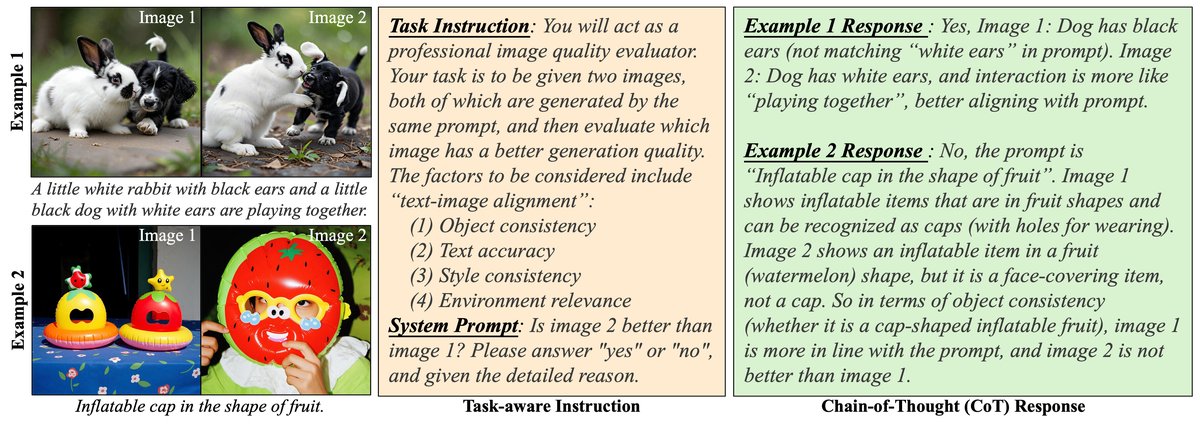 Example 1
Image 1
Image 2
A little white rabbit with black ears and a little
black dog with white ears are playing together.
Example 2
Image 1
Image 2
Inflatable cap in the shape of fruit.
Task Instruction: You will act as a
professional image quality evaluator.
Your task is to be given two images,
both of which are generated by the
same prompt, and then evaluate which
image has a better generation quality.
The factors to be considered include
“text-image alignment”:
(1) Object consistency
(2) Text accuracy
(3) Style consistency
(4) Environment relevance
System Prompt: Is image 2 better than
image 1? Please answer "yes" or "no",
and given the detailed reason.
Task-aware Instruction
Example 1 Response : Yes, Image 1: Dog has black
ears (not matching “white ears” in prompt). Image
2: Dog has white ears, and interaction is more like
“playing together”, better aligning with prompt.
Example 2 Response : No, the prompt is
“Inflatable cap in the shape of fruit”. Image 1
shows inflatable items that are in fruit shapes and
can be recognized as caps (with holes for wearing).
Image 2 shows an inflatable item in a fruit
(watermelon) shape, but it is a face-covering item,
not a cap. So in terms of object consistency
(whether it is a cap-shaped inflatable fruit), image 1
is more in line with the prompt, and image 2 is not
better than image 1.
Chain-of-Thought (CoT) Response